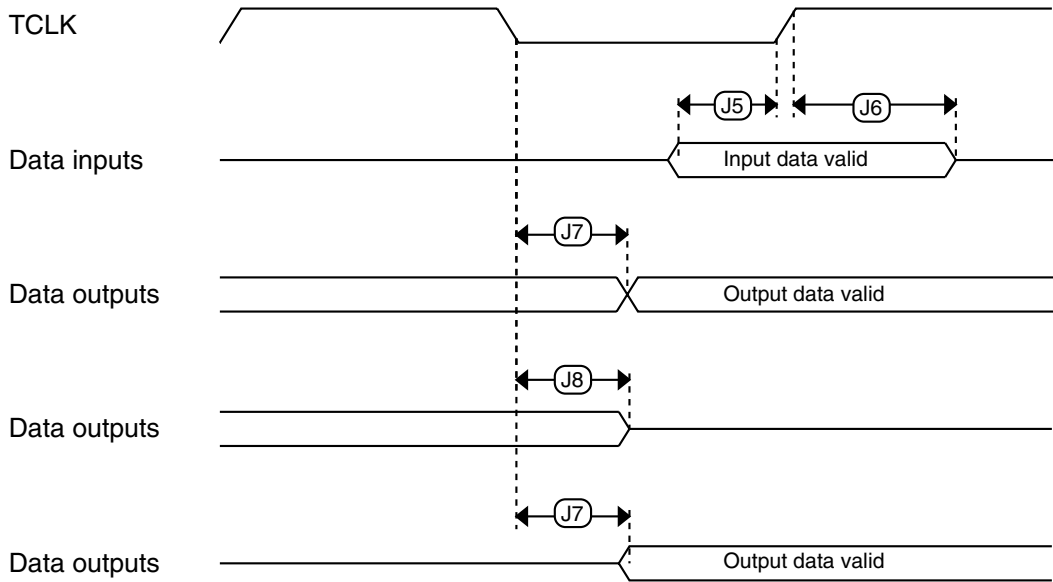 TCLK
J5
J6
Data inputs
Input data valid
J7
Data outputs
Output data valid
J8
Data outputs
J7
Data outputs
Output data valid